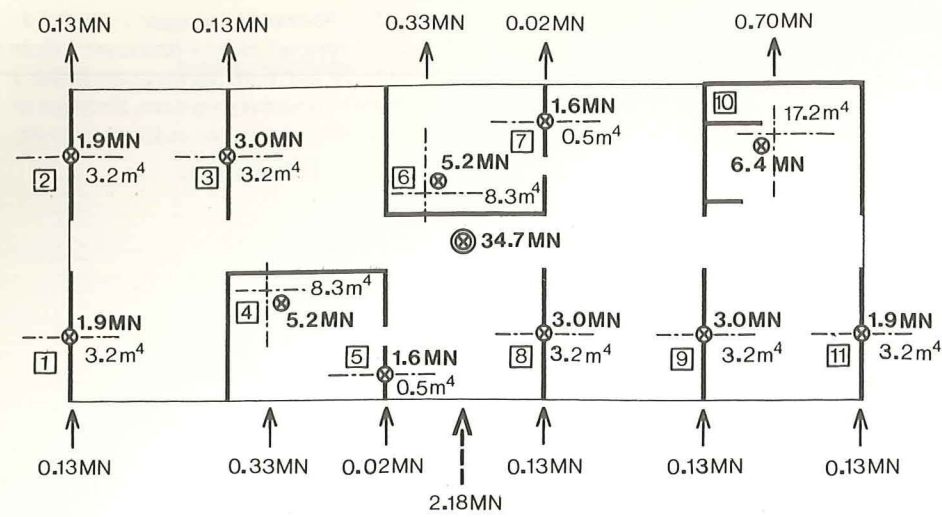 0.13MN 0.13MN 0.33MN 0.02MN 0.70MN
10
17.2m⁴
1.6MN
7
0.5m⁴
1.9MN 3.0MN
6.4MN
5.2MN
2 3.2m⁴ 3 3.2m⁴ 6
8.3m⁴
34.7MN
8.3m⁴
4 5.2MN
1.9MN 3.0MN 3.0MN 1.9MN
1 3.2m⁴ 5 1.6MN 8 3.2m⁴ 9 3.2m⁴ 11 3.2m⁴
0.5m⁴
0.13MN 0.33MN 0.02MN 0.13MN 0.13MN 0.13MN
2.18MN